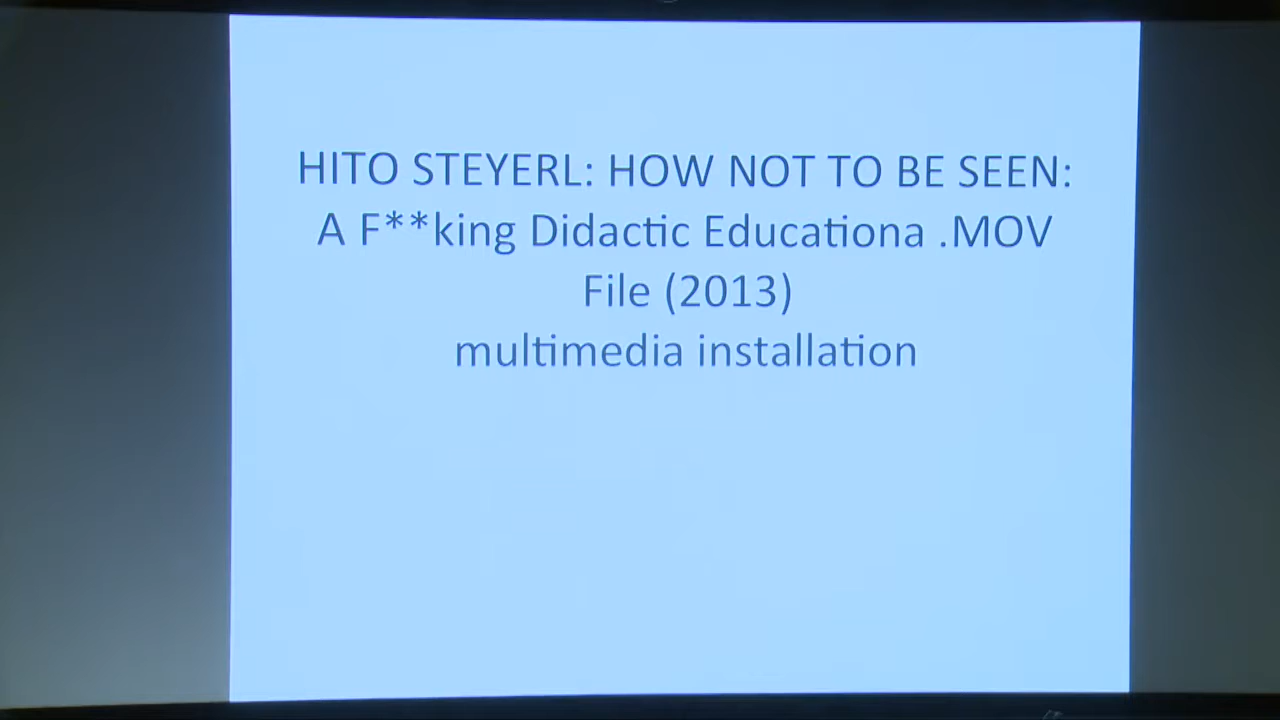 HITO STEYERL: HOW NOT TO BE SEEN:
A F**king Didactic Educationa .MOV
File (2013)
multimedia installation